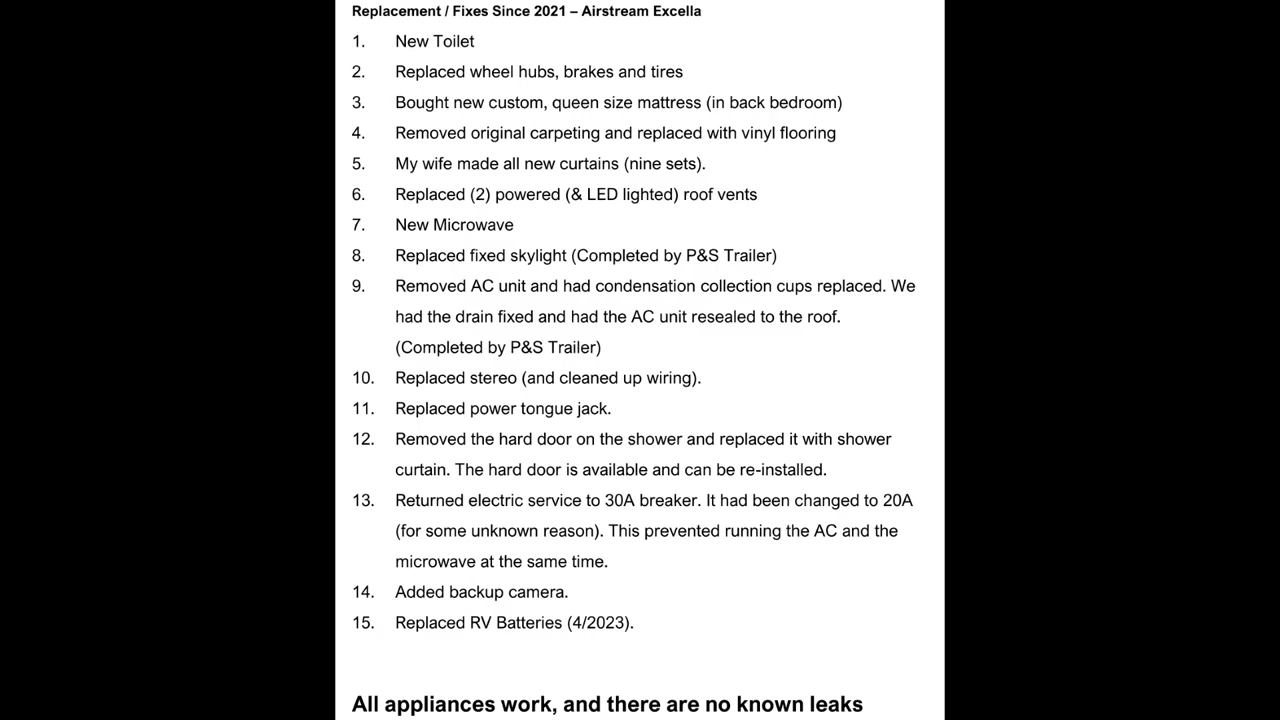 Replacement / Fixes Since 2021 – Airstream Excella
1. New Toilet
2. Replaced wheel hubs, brakes and tires
3. Bought new custom, queen size mattress (in back bedroom)
4. Removed original carpeting and replaced with vinyl flooring
5. My wife made all new curtains (nine sets).
6. Replaced (2) powered (& LED lighted) roof vents
7. New Microwave
8. Replaced fixed skylight (Completed by P&S Trailer)
9. Removed AC unit and had condensation collection cups replaced. We
had the drain fixed and had the AC unit resealed to the roof.
(Completed by P&S Trailer)
10. Replaced stereo (and cleaned up wiring).
11. Replaced power tongue jack.
12. Removed the hard door on the shower and replaced it with shower
curtain. The hard door is available and can be re-installed.
13. Returned electric service to 30A breaker. It had been changed to 20A
(for some unknown reason). This prevented running the AC and the
microwave at the same time.
14. Added backup camera.
15. Replaced RV Batteries (4/2023).
All appliances work, and there are no known leaks